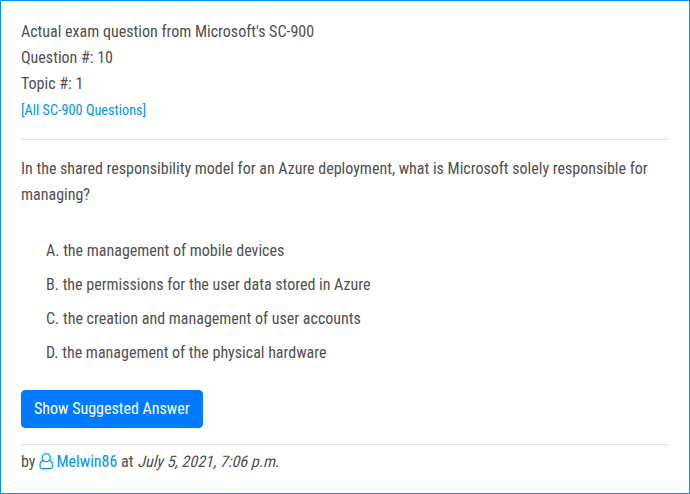 Actual exam question from Microsoft's SC-900
Question #: 10
Topic #: 1
[All SC-900 Questions]
In the shared responsibility model for an Azure deployment, what is Microsoft solely responsible for
managing?
A. the management of mobile devices
B. the permissions for the user data stored in Azure
C. the creation and management of user accounts
D. the management of the physical hardware
Show Suggested Answer
by Melwin86 at July 5, 2021, 7:06 p.m.